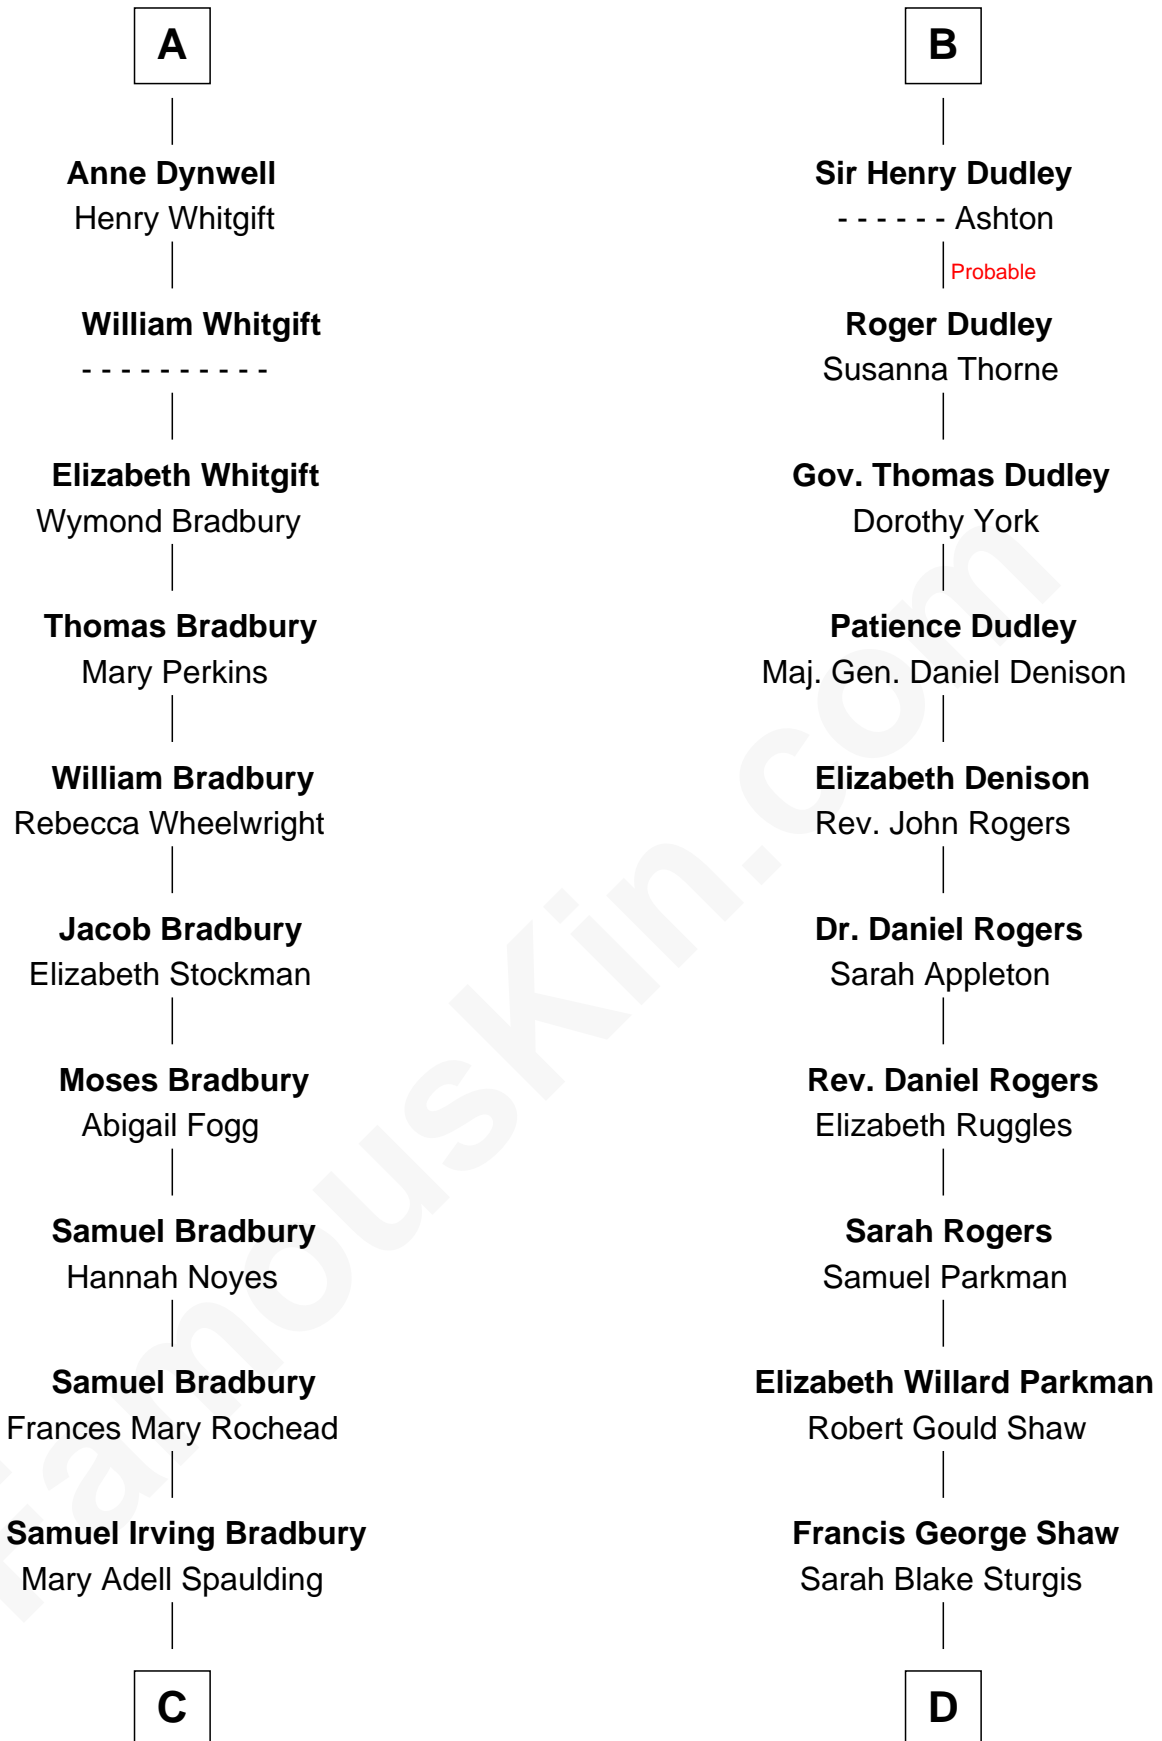 A
Anne Dynwell
Henry Whitgift
William Whitgift
- - - - - - - - - -
Elizabeth Whitgift
Wymond Bradbury
Thomas Bradbury
Mary Perkins
William Bradbury
Rebecca Wheelwright
Jacob Bradbury
Elizabeth Stockman
Moses Bradbury
Abigail Fogg
Samuel Bradbury
Hannah Noyes
Samuel Bradbury
Frances Mary Rochead
Samuel Irving Bradbury
Mary Adell Spaulding
C
B
Sir Henry Dudley
- - - - - - Ashton
Probable
Roger Dudley
Susanna Thorne
Gov. Thomas Dudley
Dorothy York
Patience Dudley
Maj. Gen. Daniel Denison
Elizabeth Denison
Rev. John Rogers
Dr. Daniel Rogers
Sarah Appleton
Rev. Daniel Rogers
Elizabeth Ruggles
Sarah Rogers
Samuel Parkman
Elizabeth Willard Parkman
Robert Gould Shaw
Francis George Shaw
Sarah Blake Sturgis
D
FamousKin.com